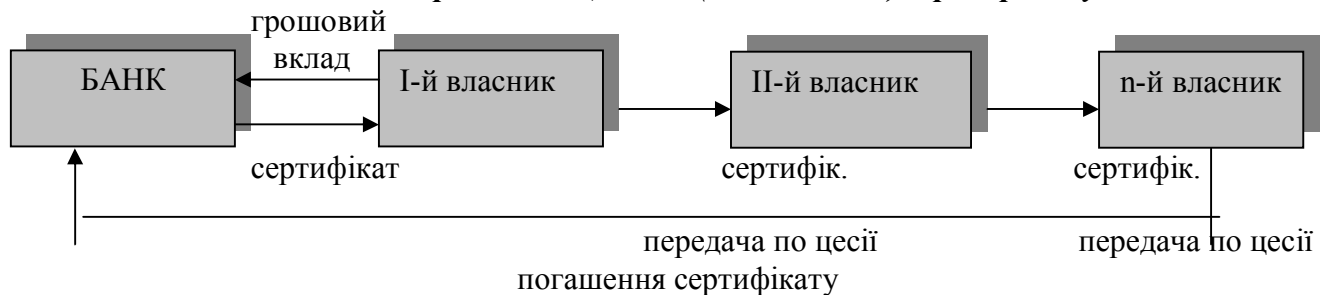 грошовий
вклад
БАНК
І-й власник
ІІ-й власник
n-й власник
сертифікат
сертифік.
сертифік.
передача по цесії
передача по цесії
погашення сертифікату